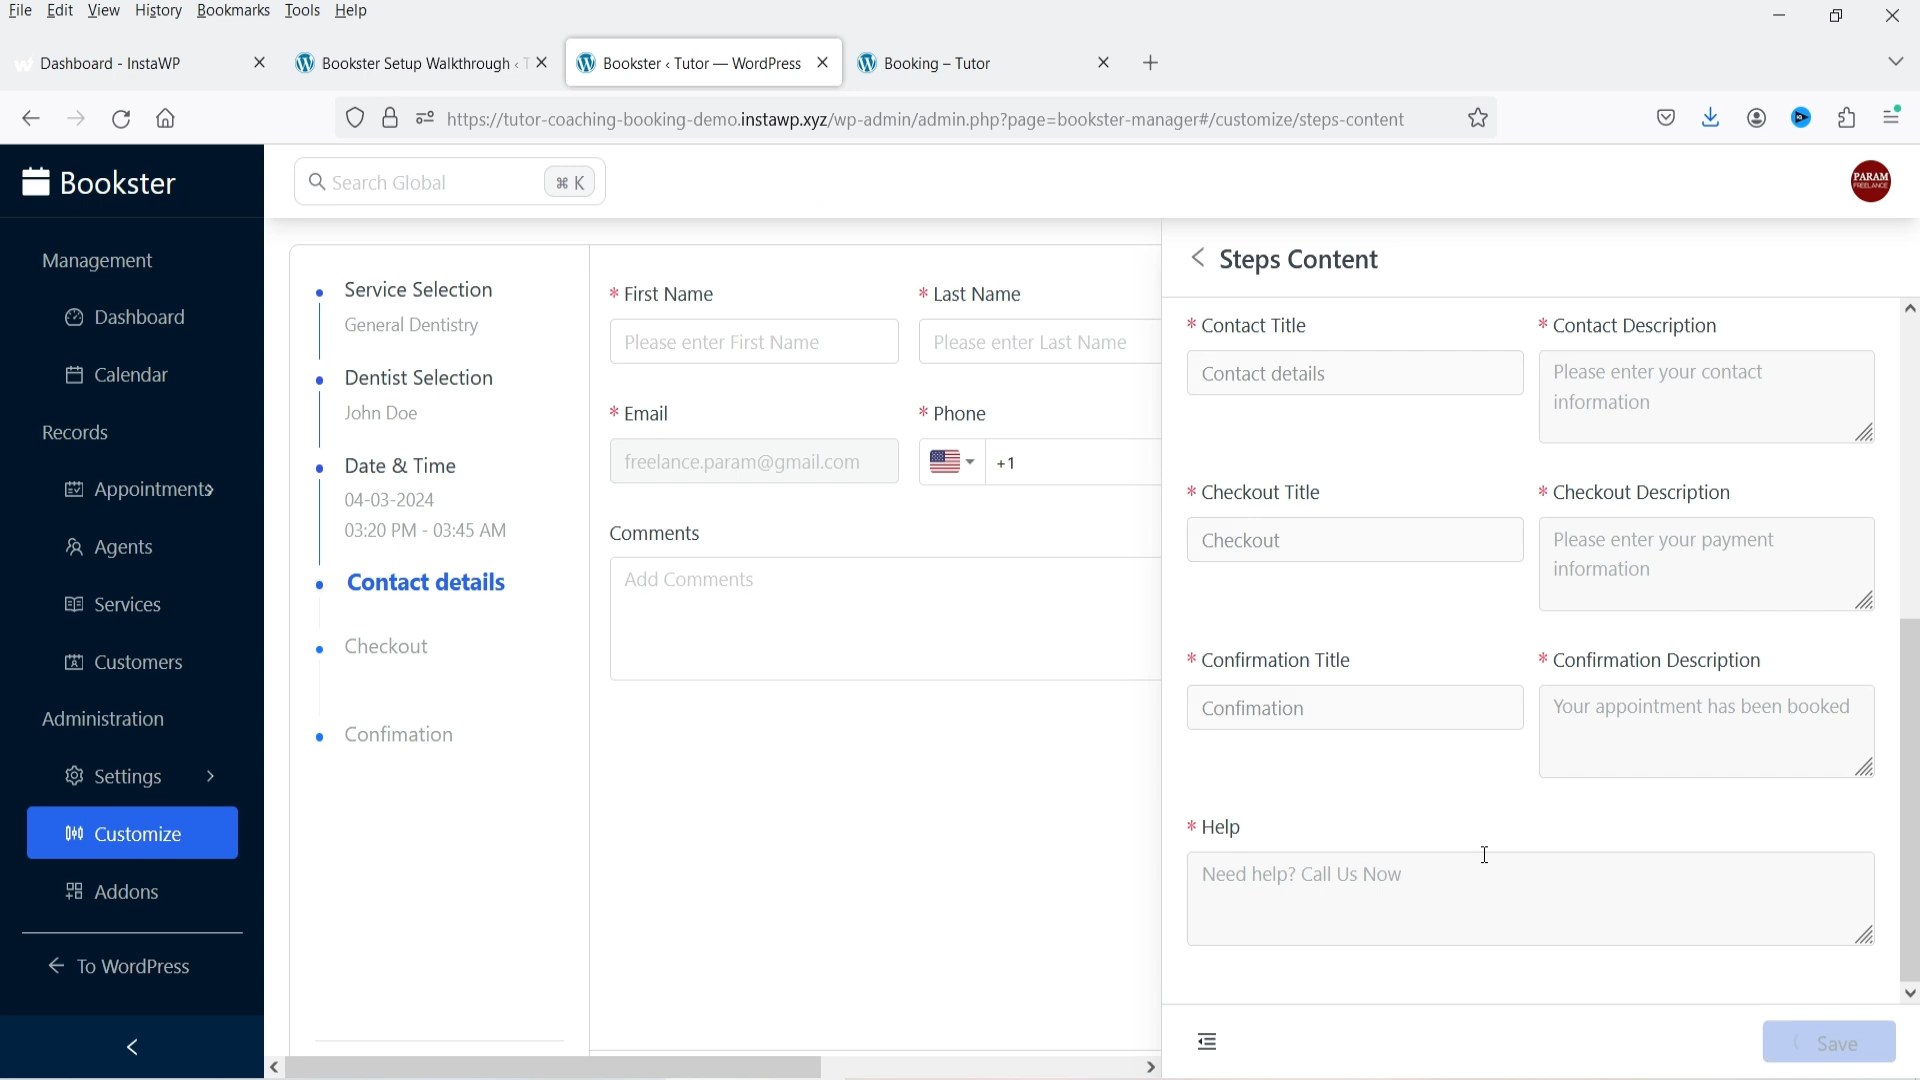 File Edit View History Bookmarks Tools Help
Dashboard - InstaWP
Bookster Setup Walkthrough ‹ T
Bookster ‹ Tutor — WordPress
Booking – Tutor
https://tutor-coaching-booking-demo.instawp.xyz/wp-admin/admin.php?page=bookster-manager#/customize/steps-content
Bookster
Search Global
⌘ K
PARAM
FREELANCE
Management
Dashboard
Calendar
Records
Appointments
Agents
Services
Customers
Administration
Settings
Customize
Addons
To WordPress
Service Selection
General Dentistry
Dentist Selection
John Doe
Date & Time
04-03-2024
03:20 PM - 03:45 AM
Contact details
Checkout
Confimation
* First Name
Please enter First Name
* Last Name
Please enter Last Name
* Email
freelance.param@gmail.com
* Phone
+1
Comments
Add Comments
Steps Content
* Contact Title
Contact details
* Contact Description
Please enter your contact
information
* Checkout Title
Checkout
* Checkout Description
Please enter your payment
information
* Confirmation Title
Confimation
* Confirmation Description
Your appointment has been booked
* Help
Need help? Call Us Now
Save